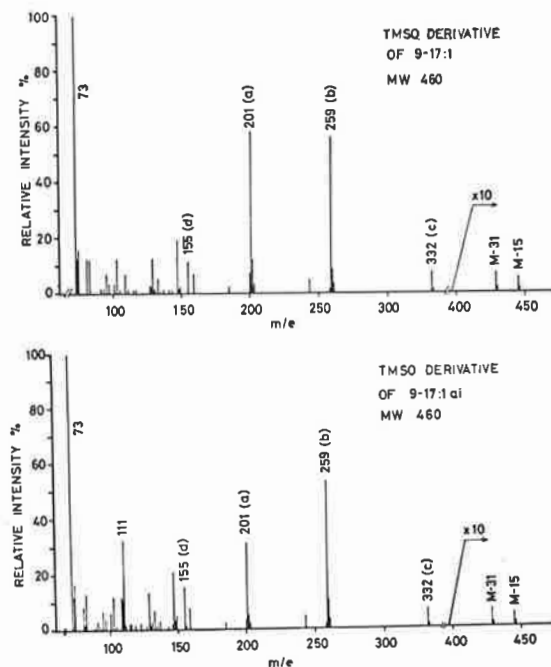 TMSO DERIVATIVE
OF 9-17:1
MW 460
RELATIVE INTENSITY %
100
80
60
40
20
0
73
155 (d)
201 (a)
259 (b)
332 (c)
x10
M-31
M-15
100
150
200
250
300
350
400
450
m/e
TMSO DERIVATIVE
OF 9-17:1 ai
MW 460
RELATIVE INTENSITY %
100
80
60
40
20
0
73
111
155 (d)
201 (a)
259 (b)
332 (c)
x10
M-31
M-15
100
150
200
250
300
350
400
450
m/e